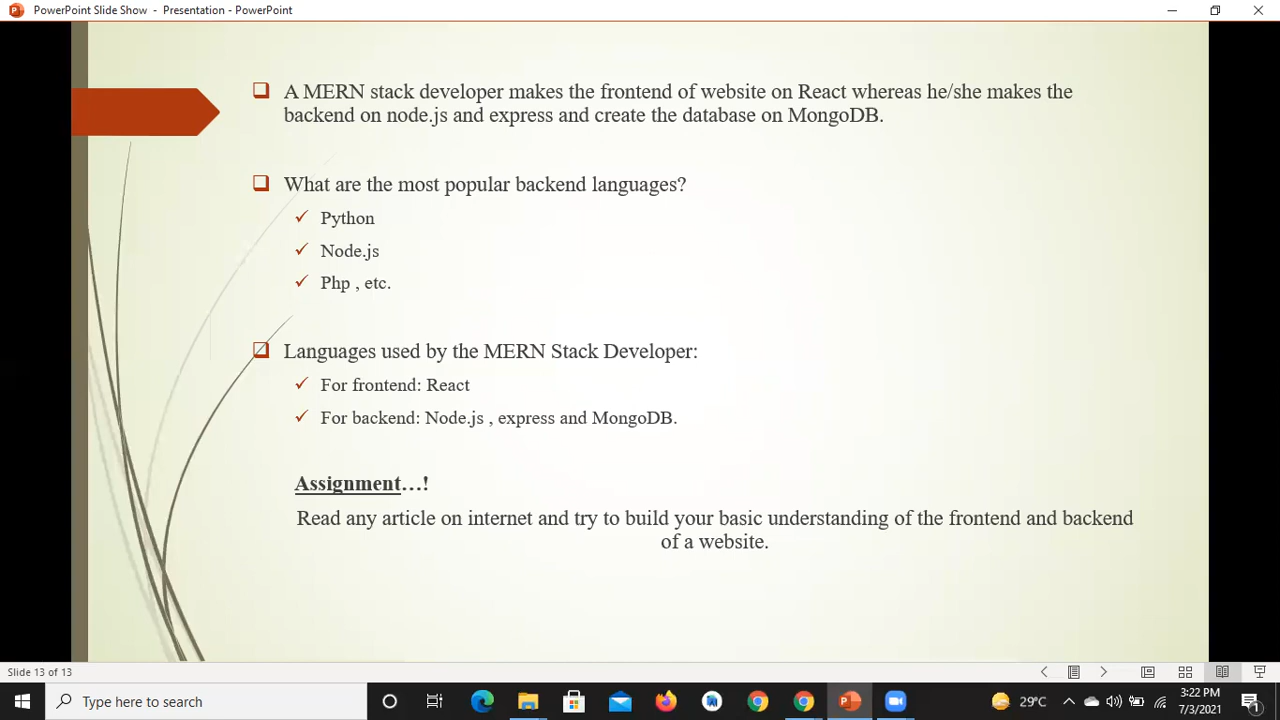 PowerPoint Slide Show - Presentation - PowerPoint
A MERN stack developer makes the frontend of website on React whereas he/she makes the
backend on node.js and express and create the database on MongoDB.
What are the most popular backend languages?
Python
Node.js
Php , etc.
Languages used by the MERN Stack Developer:
For frontend: React
For backend: Node.js , express and MongoDB.
Assignment…!
Read any article on internet and try to build your basic understanding of the frontend and backend
of a website.
Slide 13 of 13
Type here to search
29°C
3:22 PM
7/3/2021
1